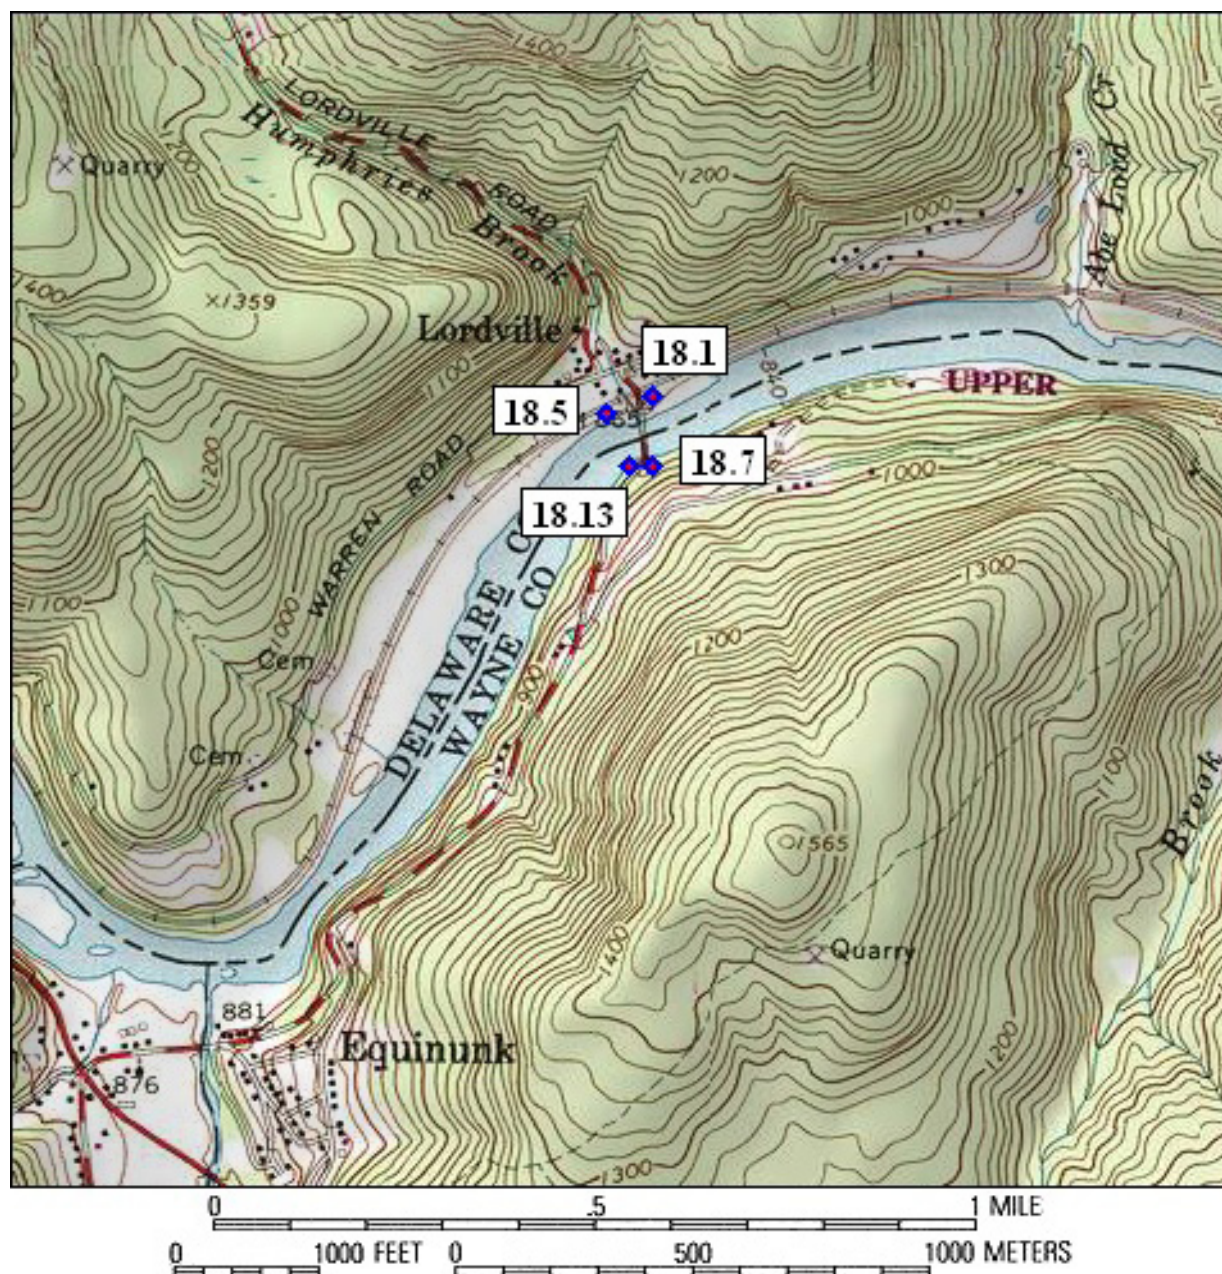 1400
LORDVILLE
Humphries
Quarry
200
1200
ROAD
Brook
1000
Abe Lord Cr
1400
1359
Lordville
18.1
840
1100
UPPER
18.5
18.7
1200
ROAD
1000
18.13
WARREN
1300
1100
DELAWARE
WAYNE CO
1000
1200
Cem
900
Cem
1100
Brook
1565
1400
Quarry
881
Equinunk
1200
876
1300
0 .5 1 MILE
0 1000 FEET 0 500 1000 METERS